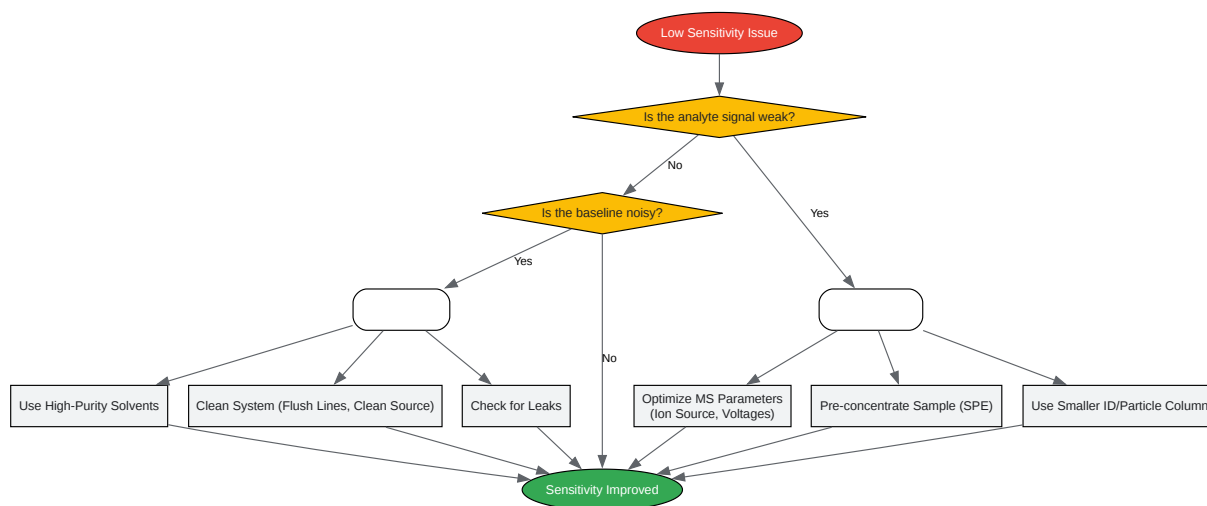 Low Sensitivity Issue
Is the analyte signal weak?
No
Is the baseline noisy?
Yes
Yes
No
Use High-Purity Solvents
Clean System (Flush Lines, Clean Source)
Check for Leaks
Optimize MS Parameters
(Ion Source, Voltages)
Pre-concentrate Sample (SPE)
Use Smaller ID/Particle Column
Sensitivity Improved